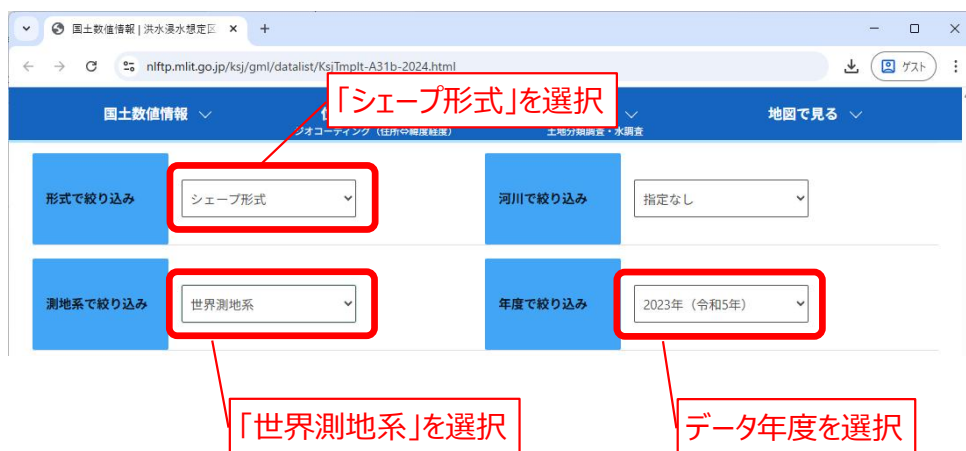 国土数値情報 | 洪水浸水想定区
nlftp.mlit.go.jp/ksj/gml/datalist/KsjTmplt-A31b-2024.html
ゲスト
「シェープ形式」を選択
国土数値情報
ジオコーディング（住所⇔緯度経度）
土地分類調査・水調査
地図で見る
形式で絞り込み
シェープ形式
河川で絞り込み
指定なし
測地系で絞り込み
世界測地系
年度で絞り込み
2023年（令和5年）
「世界測地系」を選択
データ年度を選択